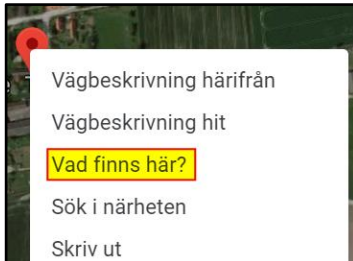 Vägbeskrivning härifrån
Vägbeskrivning hit
Vad finns här?
Sök i närheten
Skriv ut